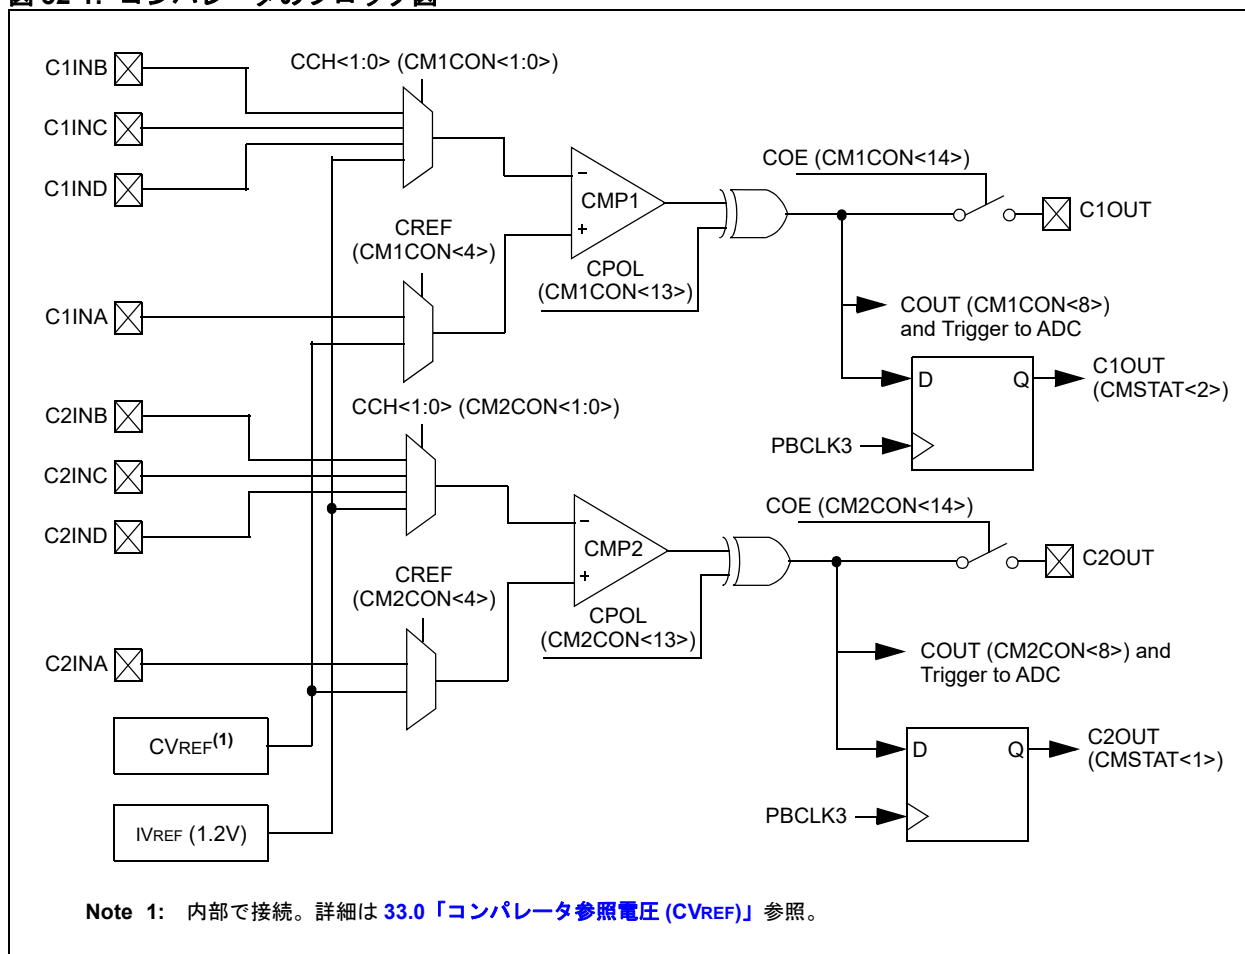 C1INB
CCH<1:0> (CM1CON<1:0>)
C1INC
C1IND
COE (CM1CON<14>)
CMP1
-
+
C1OUT
CREF
(CM1CON<4>)
CPOL
(CM1CON<13>)
C1INA
COUT (CM1CON<8>)
and Trigger to ADC
D
Q
C1OUT
(CMSTAT<2>)
PBCLK3
C2INB
CCH<1:0> (CM2CON<1:0>)
C2INC
C2IND
COE (CM2CON<14>)
CMP2
-
+
C2OUT
CREF
(CM2CON<4>)
CPOL
(CM2CON<13>)
C2INA
COUT (CM2CON<8>) and
Trigger to ADC
CVREF(1)
D
Q
C2OUT
(CMSTAT<1>)
PBCLK3
IVREF (1.2V)
Note 1: 内部で接続。詳細は 33.0「コンパレータ参照電圧 (CVREF)」参照。